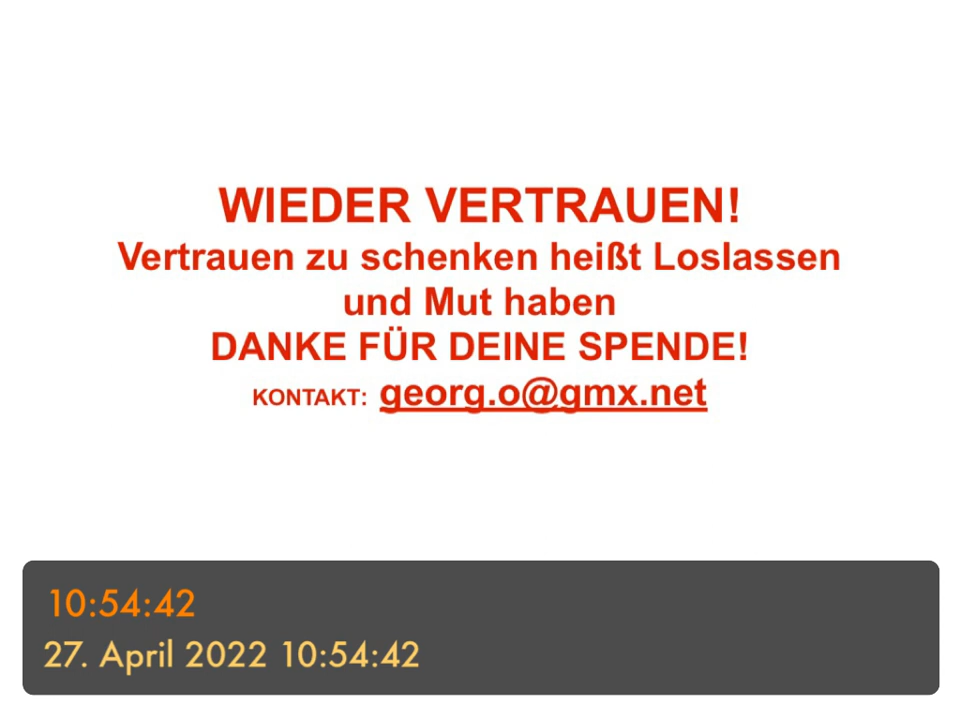 WIEDER VERTRAUEN!
Vertrauen zu schenken heißt Loslassen
und Mut haben
DANKE FÜR DEINE SPENDE!
KONTAKT: georg.o@gmx.net
10:54:42
27. April 2022 10:54:42